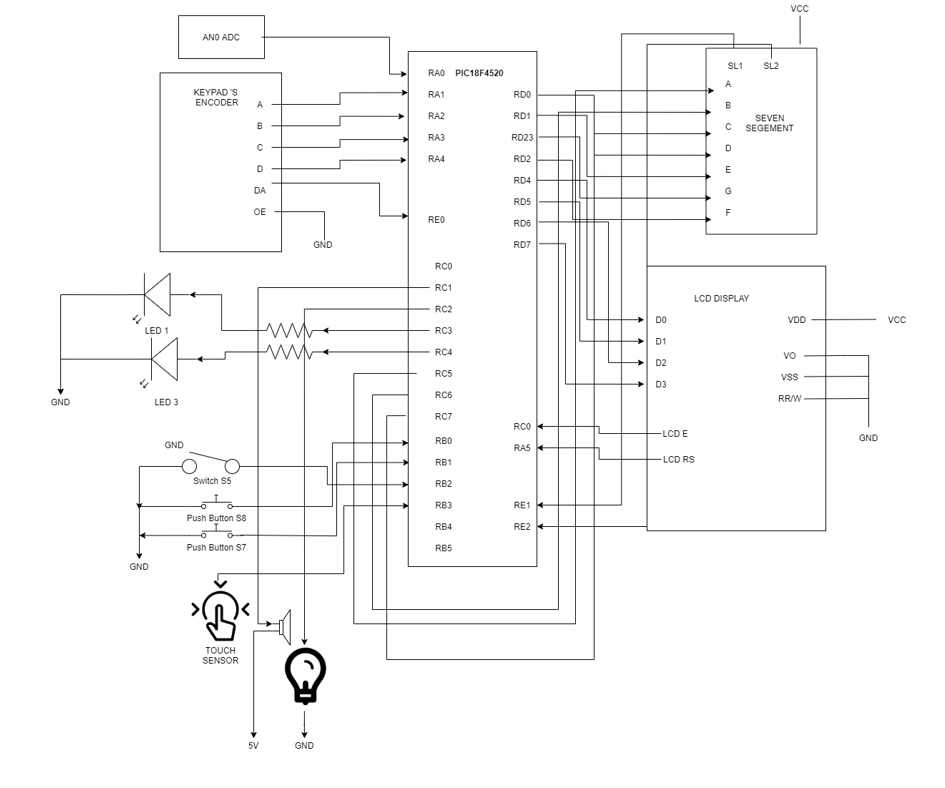 VCC
AN0 ADC
KEYPAD 'S
ENCODER
A
B
C
D
DA
OE
GND
RA0
PIC18F4520
RA1
RA2
RA3
RA4
RE0
RC0
RC1
RC2
RC3
RC4
RC5
RC6
RC7
RB0
RB1
RB2
RB3
RB4
RB5
RD0
RD1
RD23
RD2
RD4
RD5
RD6
RD7
RC0
RA5
RE1
RE2
SL1
SL2
A
B
C
D
E
G
F
SEVEN
SEGEMENT
LCD DISPLAY
D0
D1
D2
D3
LCD E
LCD RS
VDD
VCC
VO
VSS
RR/W
GND
LED 1
LED 3
GND
GND
Switch S5
Push Button S8
Push Button S7
GND
TOUCH
SENSOR
5V
GND